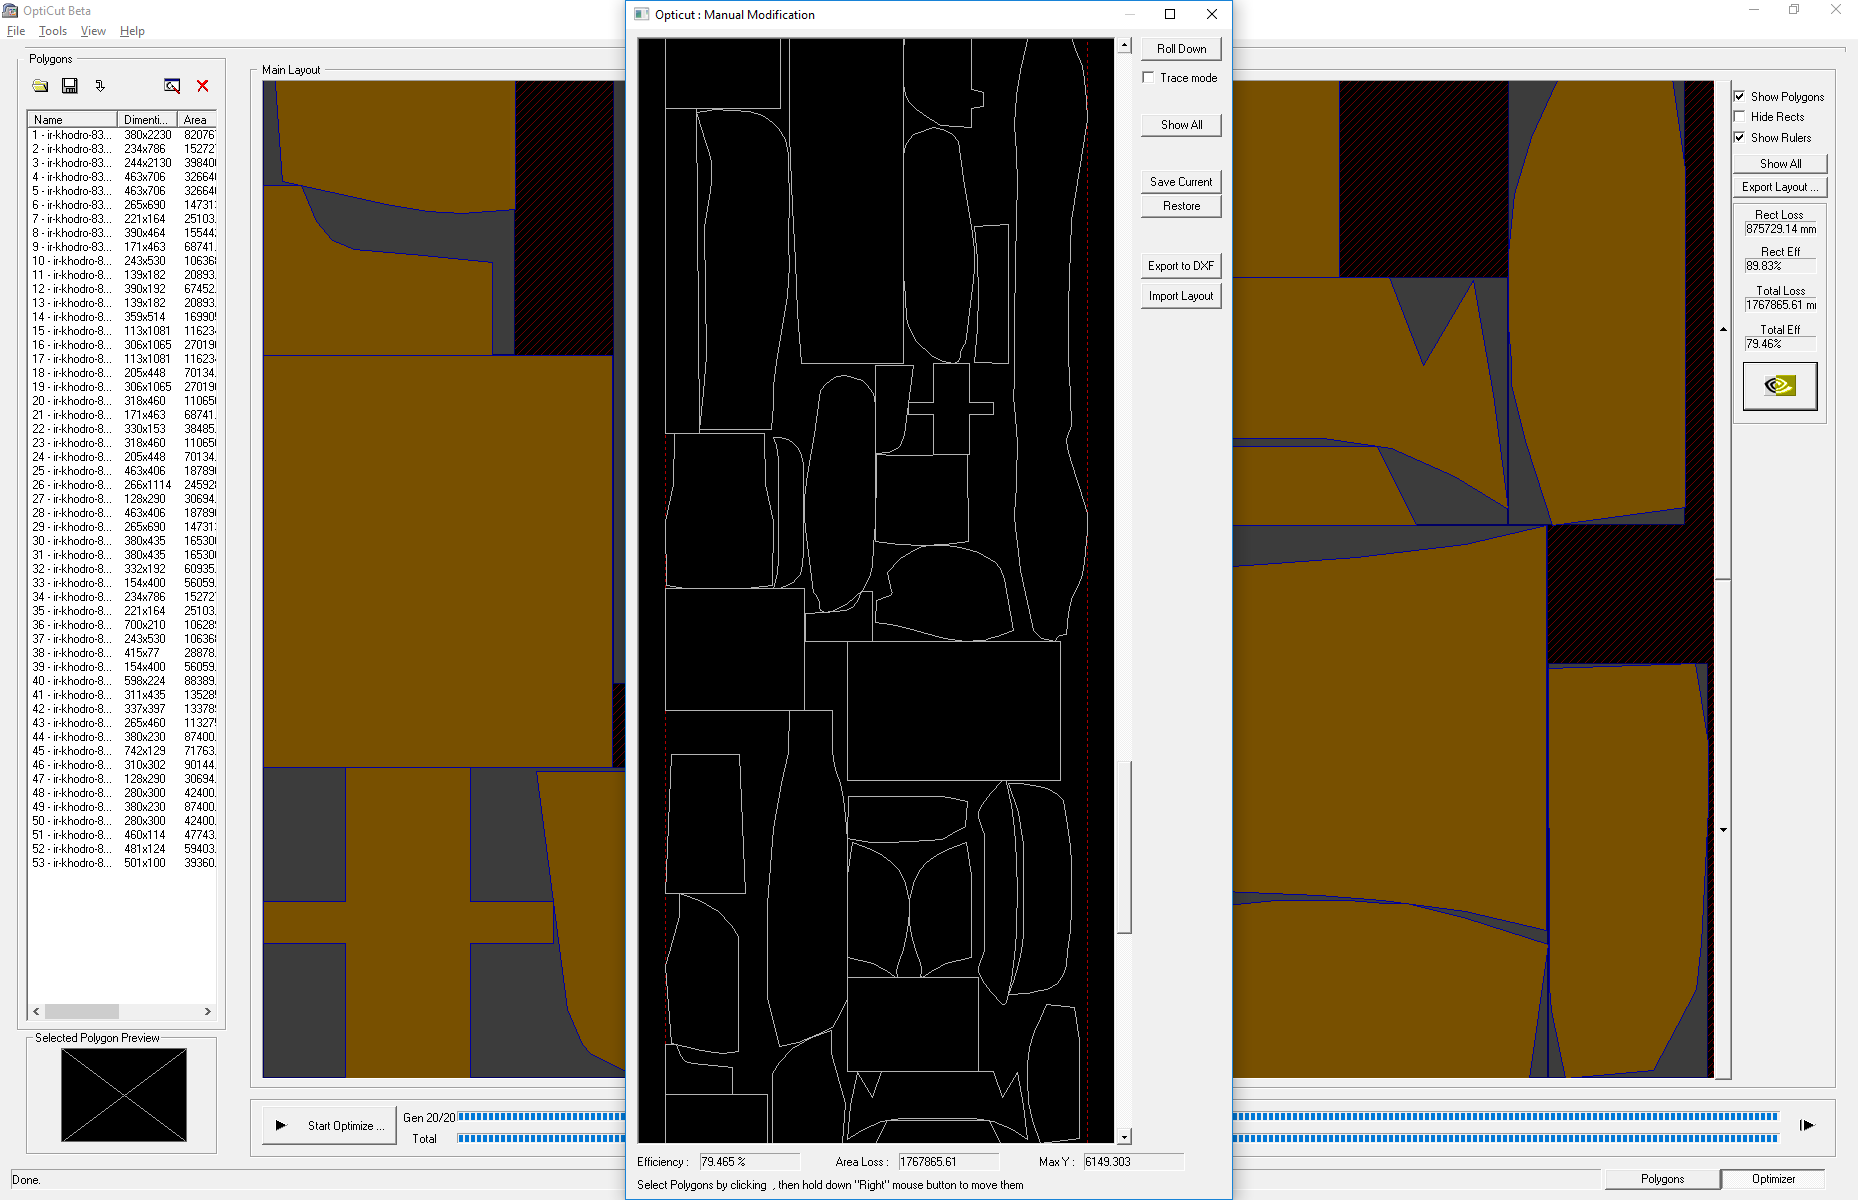 OptiCut Beta
File Tools View Help
Polygons
Name Dimenti... Area
1 - ir-khodro-83... 380x2230 82076
2 - ir-khodro-83... 234x786 15272
3 - ir-khodro-83... 244x2130 39840
4 - ir-khodro-83... 463x706 32664
5 - ir-khodro-83... 463x706 32664
6 - ir-khodro-83... 265x690 14731
7 - ir-khodro-83... 221x164 25103.
8 - ir-khodro-83... 390x464 15544
9 - ir-khodro-83... 171x463 68741.
10 - ir-khodro-8... 243x530 10636
11 - ir-khodro-8... 139x182 20893.
12 - ir-khodro-8... 390x192 67452.
13 - ir-khodro-8... 139x182 20893.
14 - ir-khodro-8... 359x514 16990
15 - ir-khodro-8... 113x1081 11623
16 - ir-khodro-8... 306x1065 27019
17 - ir-khodro-8... 113x1081 11623
18 - ir-khodro-8... 205x448 70134.
19 - ir-khodro-8... 306x1065 27019
20 - ir-khodro-8... 318x460 11065
21 - ir-khodro-8... 171x463 68741.
22 - ir-khodro-8... 330x153 38485.
23 - ir-khodro-8... 318x460 11065
24 - ir-khodro-8... 205x448 70134.
25 - ir-khodro-8... 463x406 18789
26 - ir-khodro-8... 266x1114 24592
27 - ir-khodro-8... 128x290 30694.
28 - ir-khodro-8... 463x406 18789
29 - ir-khodro-8... 265x690 14731
30 - ir-khodro-8... 380x435 16530
31 - ir-khodro-8... 380x435 16530
32 - ir-khodro-8... 332x192 60935.
33 - ir-khodro-8... 154x400 56059.
34 - ir-khodro-8... 234x786 15272
35 - ir-khodro-8... 221x164 25103.
36 - ir-khodro-8... 700x210 10628
37 - ir-khodro-8... 243x530 10636
38 - ir-khodro-8... 415x77 28878.
39 - ir-khodro-8... 154x400 56059.
40 - ir-khodro-8... 598x224 88389.
41 - ir-khodro-8... 311x435 13528
42 - ir-khodro-8... 337x397 13378
43 - ir-khodro-8... 265x460 11327
44 - ir-khodro-8... 380x230 87400.
45 - ir-khodro-8... 742x129 71763.
46 - ir-khodro-8... 310x302 90144.
47 - ir-khodro-8... 128x290 30694.
48 - ir-khodro-8... 280x300 42400.
49 - ir-khodro-8... 380x230 87400.
50 - ir-khodro-8... 280x300 42400.
51 - ir-khodro-8... 460x114 47743.
52 - ir-khodro-8... 481x124 59403.
53 - ir-khodro-8... 501x100 39360.
Selected Polygon Preview
Main Layout
Start Optimize ...
Gen 20/20
Total
Done.
Opticut : Manual Modification
Roll Down
Trace mode
Show All
Save Current
Restore
Export to DXF
Import Layout
Efficiency : 79.465 % Area Loss : 1767865.61 Max Y : 6149.303
Select Polygons by clicking , then hold down "Right" mouse button to move them
Show Polygons
Hide Rects
Show Rulers
Show All
Export Layout ...
Rect Loss
875729.14 mm
Rect Eff
89.83%
Total Loss
1767865.61 m
Total Eff
79.46%
Polygons Optimizer